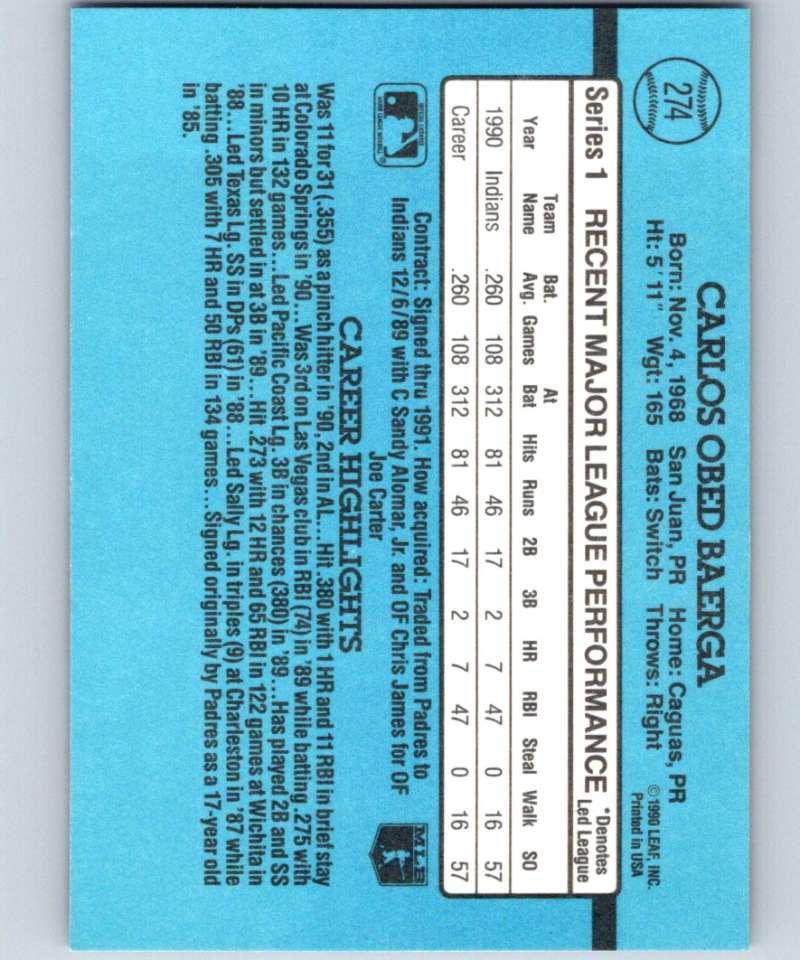 274
CARLOS OBED BAERGA
Born: Nov. 4, 1968 San Juan, PR Home: Caguas, PR
Ht: 5'11" Wgt: 165 Bats: Switch Throws: Right
©1990 LEAF, INC.
Printed in USA
Series 1 RECENT MAJOR LEAGUE PERFORMANCE *Denotes
Led League
Team Bat. At
Year Name Avg. Games Bat Hits Runs 2B 3B HR RBI Steal Walk SO
1990 Indians .260 108 312 81 46 17 2 7 47 0 16 57
Career .260 108 312 81 46 17 2 7 47 0 16 57
Contract: Signed thru 1991. How acquired: Traded from Padres to
Indians 12/6/89 with C Sandy Alomar, Jr. and OF Chris James for OF
Joe Carter
MLB
CAREER HIGHLIGHTS
Was 11 for 31 (.355) as a pinch hitter in '90, 2nd in AL... Hit .380 with 1 HR and 11 RBI in brief stay
at Colorado Springs in '90...Was 3rd on Las Vegas club in RBI (74) in '89 while batting .275 with
10 HR in 132 games...Led Pacific Coast Lg. 3B in chances (380) in '89...Has played 2B and SS
in minors but settled in at 3B in '89...Hit .273 with 12 HR and 65 RBI in 122 games at Wichita in
'88...Led Texas Lg. SS in DPs (61) in '88...Led Sally Lg. in triples (9) at Charleston in '87 while
batting .305 with 7 HR and 50 RBI in 134 games...Signed originally by Padres as a 17-year old
in '85.